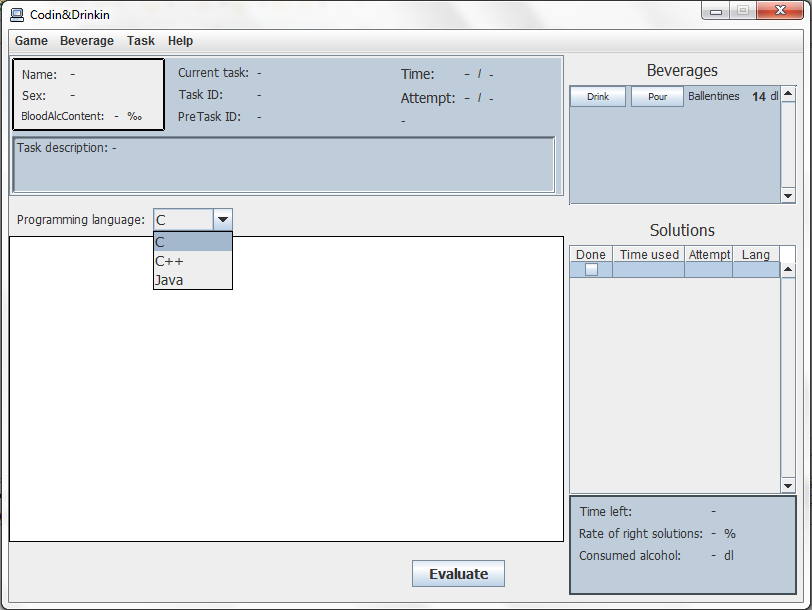 Codin&Drinkin
Game Beverage Task Help
Name: -
Sex: -
BloodAlcContent: - ‰
Current task: -
Task ID: -
PreTask ID: -
Time: - / -
Attempt: - / -
-
Task description: -
Beverages
Drink Pour Ballentines 14 dl
Programming language: C
C
C++
Java
Solutions
Done Time used Attempt Lang
Time left: -
Rate of right solutions: - %
Consumed alcohol: - dl
Evaluate